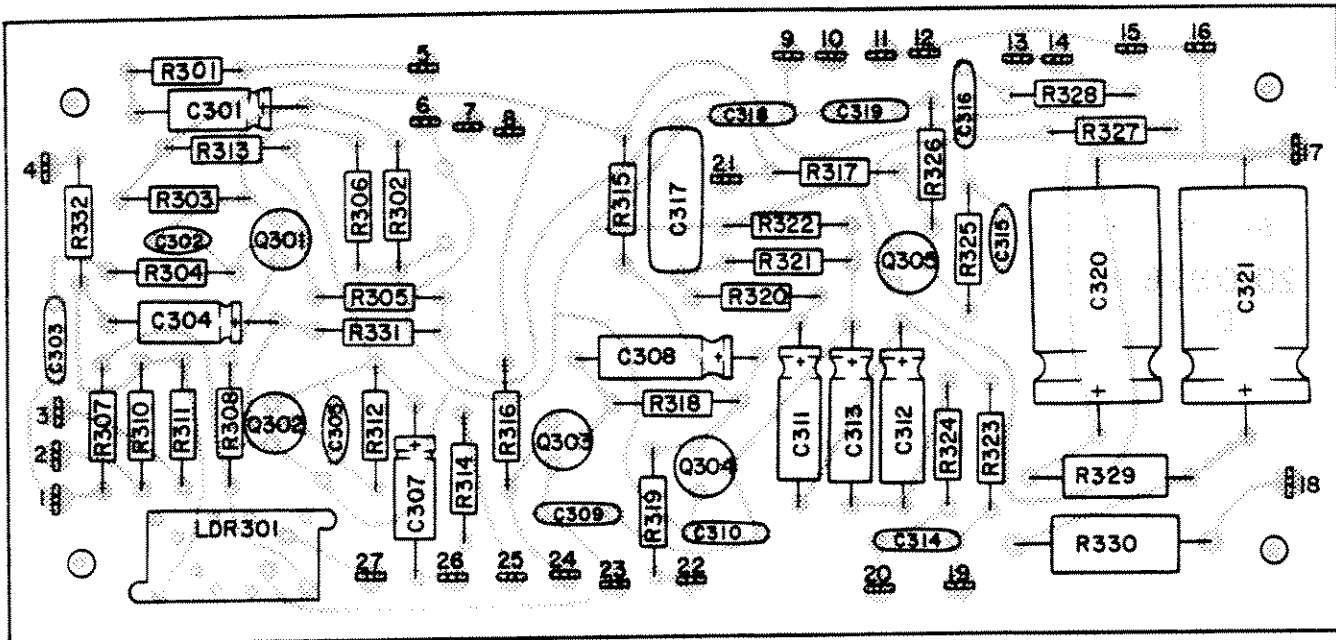 9 10 11 12 13 14 15 16
5
R301
R328
C301
6 7 8
C318 C319
C316
R327
R313
R326
17
4
21
R317
R332
R303
R306
R302
R315
C317
R322
C302
Q301
R325
C315
R304
R321
Q305
C320
C321
R305
R320
C304
R331
C303
C308
3
R307
R310
R311
R308
Q302
C305
R312
R316
R318
C311
C313
C312
R324
R323
2
Q303
Q304
1
C307
R314
R329
18
R319
LDR301
C309
C310
C314
R330
27 26 25 24 23 22 20 19
+
+
+
+
+
+
+
+
+